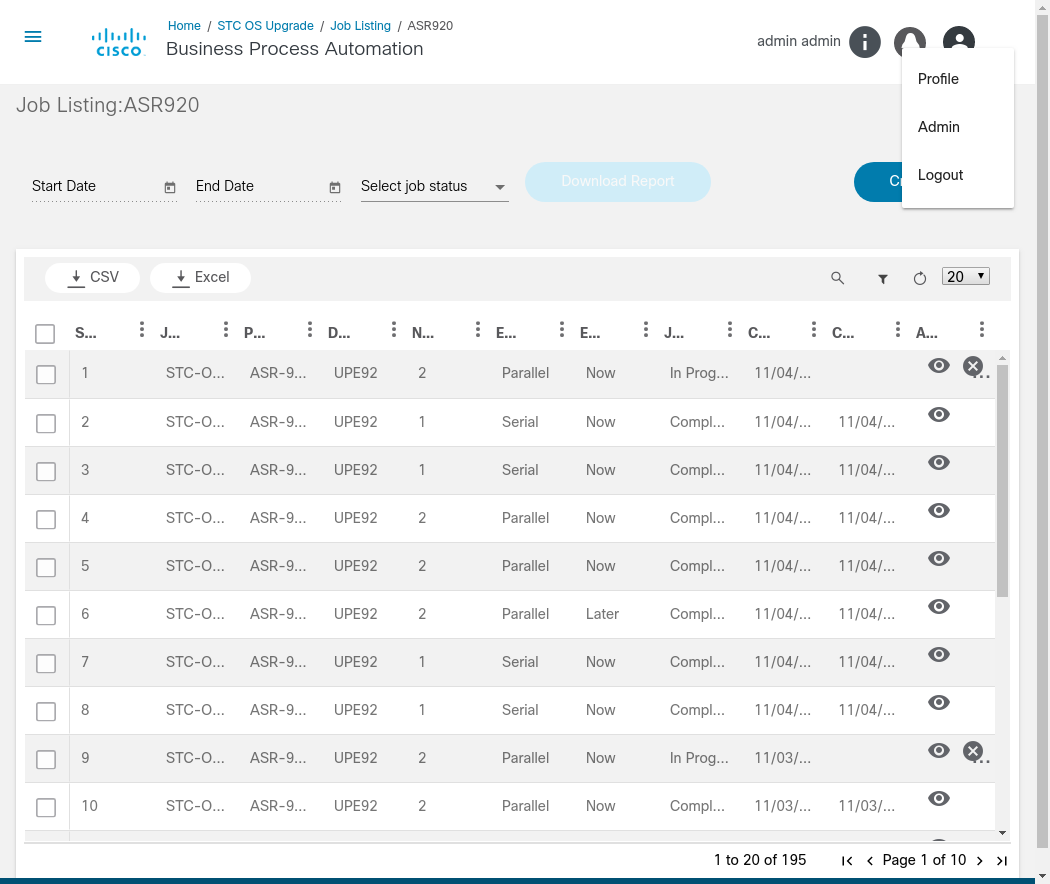 Home / STC OS Upgrade / Job Listing / ASR920
cisco
Business Process Automation
admin admin
Profile
Admin
Logout
Job Listing:ASR920
Start Date End Date Select job status Download Report
CSV Excel 20
S... J... P... D... N... E... E... J... C... C... A...
1 STC-O... ASR-9... UPE92 2 Parallel Now In Prog... 11/04/... ...
2 STC-O... ASR-9... UPE92 1 Serial Now Compl... 11/04/... 11/04/...
3 STC-O... ASR-9... UPE92 1 Serial Now Compl... 11/04/... 11/04/...
4 STC-O... ASR-9... UPE92 2 Parallel Now Compl... 11/04/... 11/04/...
5 STC-O... ASR-9... UPE92 2 Parallel Now Compl... 11/04/... 11/04/...
6 STC-O... ASR-9... UPE92 2 Parallel Later Compl... 11/04/... 11/04/...
7 STC-O... ASR-9... UPE92 1 Serial Now Compl... 11/04/... 11/04/...
8 STC-O... ASR-9... UPE92 1 Serial Now Compl... 11/04/... 11/04/...
9 STC-O... ASR-9... UPE92 2 Parallel Now In Prog... 11/03/... ...
10 STC-O... ASR-9... UPE92 2 Parallel Now Compl... 11/03/... 11/03/...
1 to 20 of 195 Page 1 of 10